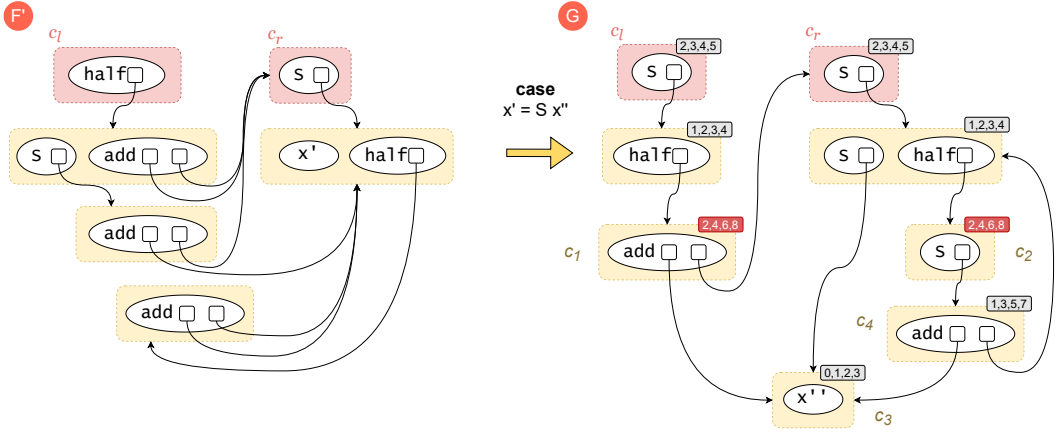 F'
c_l
half
c_r
S
S
add
x'
half
add
add
case
x' = S x''
G
c_l
2,3,4,5
S
c_r
2,3,4,5
S
1,2,3,4
half
1,2,3,4
S
half
c_1
2,4,6,8
add
2,4,6,8
S
c_2
1,3,5,7
c_4
add
0,1,2,3
x''
c_3